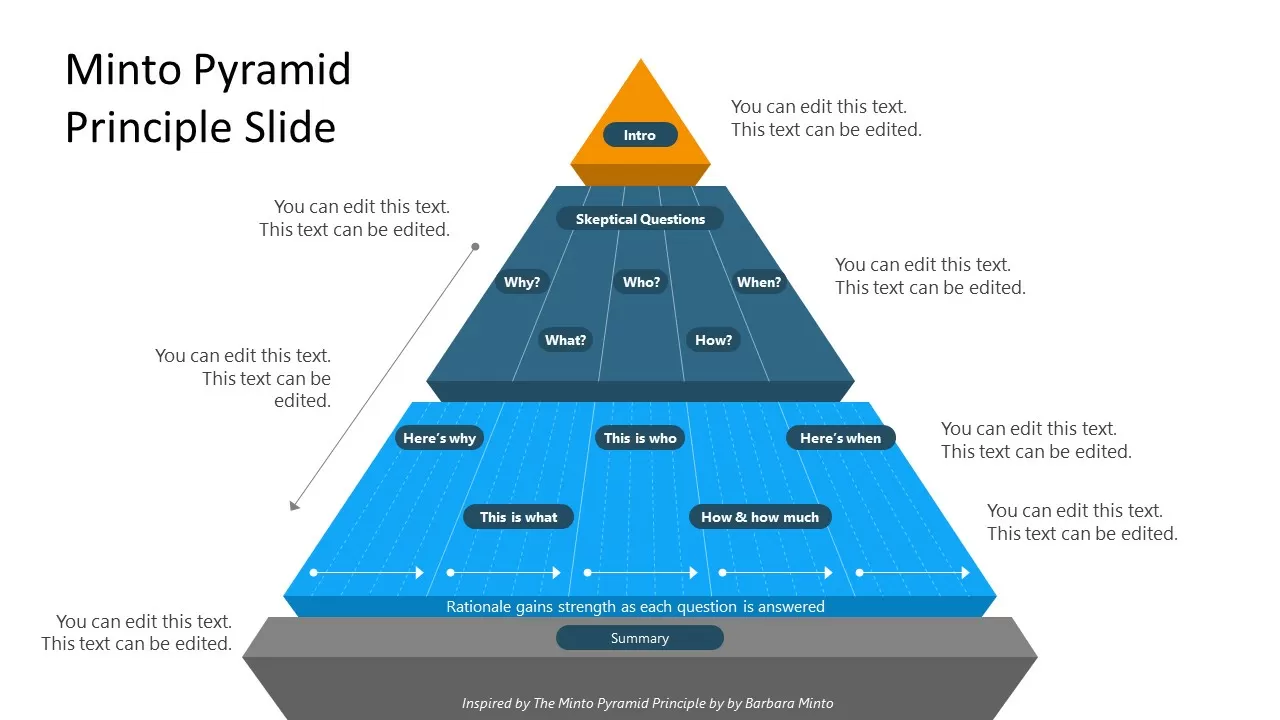 Minto Pyramid
Principle Slide
Intro
You can edit this text.
This text can be edited.
You can edit this text.
This text can be edited.
Skeptical Questions
Why?
Who?
When?
You can edit this text.
This text can be edited.
What?
How?
You can edit this text.
This text can be
edited.
Here's why
This is who
Here's when
You can edit this text.
This text can be edited.
This is what
How & how much
You can edit this text.
This text can be edited.
Rationale gains strength as each question is answered
You can edit this text.
This text can be edited.
Summary
Inspired by The Minto Pyramid Principle by by Barbara Minto